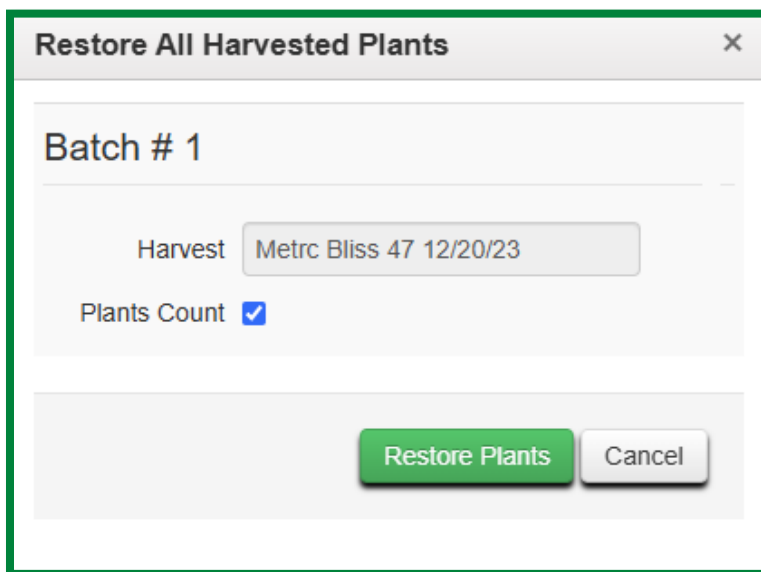 Restore All Harvested Plants ×
Batch # 1
Harvest Metrc Bliss 47 12/20/23
Plants Count
Restore Plants Cancel